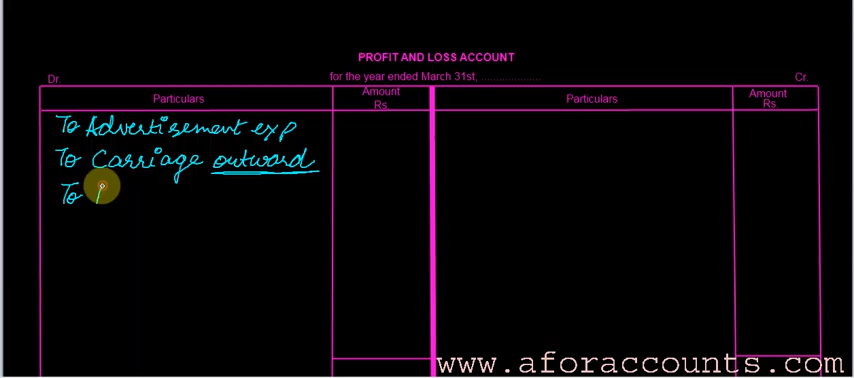 PROFIT AND LOSS ACCOUNT
Dr. for the year ended March 31st, .................... Cr.
Particulars Amount Rs. Particulars Amount Rs
To Advertisement exp
To Carriage outward
To
www.aforaccounts.com